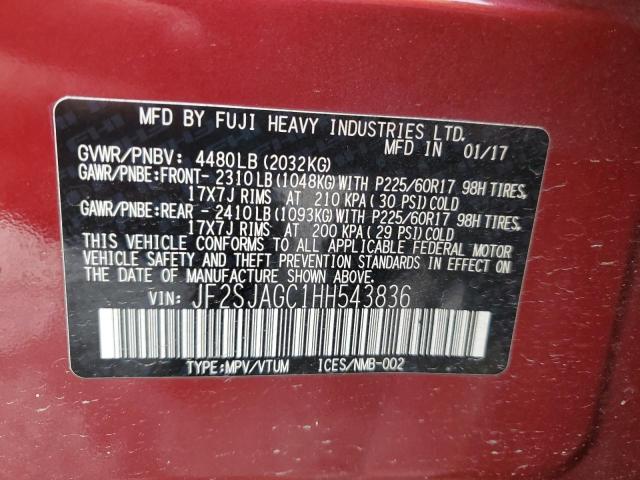 MFD BY FUJI HEAVY INDUSTRIES LTD.
MFD IN 01/17
GVWR/PNBV: 4480LB(2032KG)
GAWR/PNBE:FRONT- 2310LB(1048KG)WITH P225/60R17 98H TIRES,
17X7J RIMS AT 210 KPA( 30 PSI)COLD
GAWR/PNBE:REAR - 2410LB(1093KG)WITH P225/60R17 98H TIRES,
17X7J RIMS AT 200 KPA( 29 PSI)COLD
THIS VEHICLE CONFORMS TO ALL APPLICABLE FEDERAL MOTOR
VEHICLE SAFETY AND THEFT PREVENTION STANDARDS IN EFFECT ON
THE DATE OF MANUFACTURE SHOWN ABOVE.
VIN: JF2SJAGC1HH543836
TYPE:MPV/VTUM ICES/NMB-002